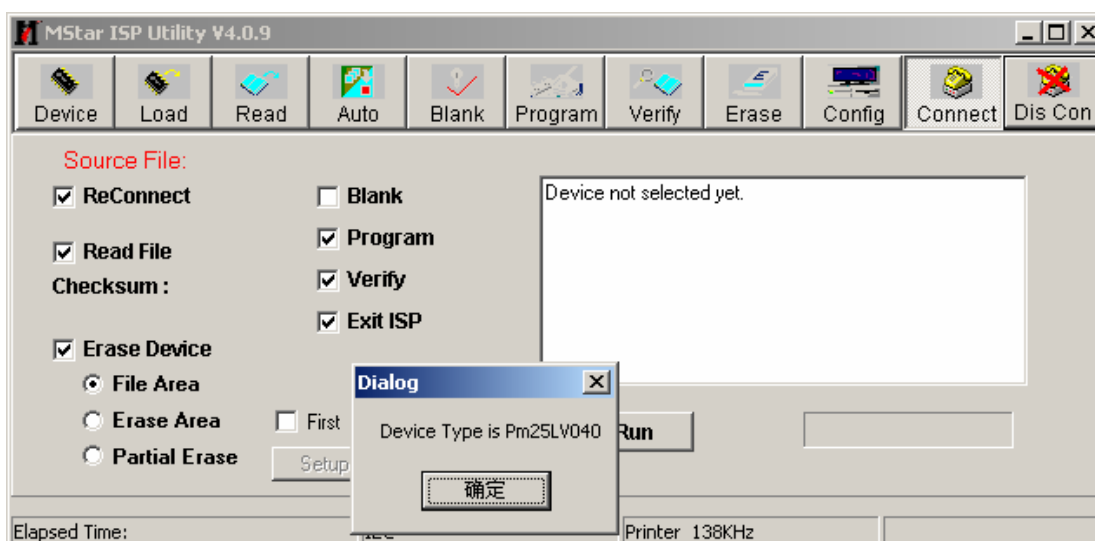 MStar ISP Utility V4.0.9
Device Load Read Auto Blank Program Verify Erase Config Connect Dis Con
Source File:
ReConnect
Read File
Checksum :
Erase Device
File Area
Erase Area
Partial Erase
First
Setup
Blank
Program
Verify
Exit ISP
Device not selected yet.
Run
Dialog
Device Type is Pm25LV040
确定
Elapsed Time:
Printer 138KHz